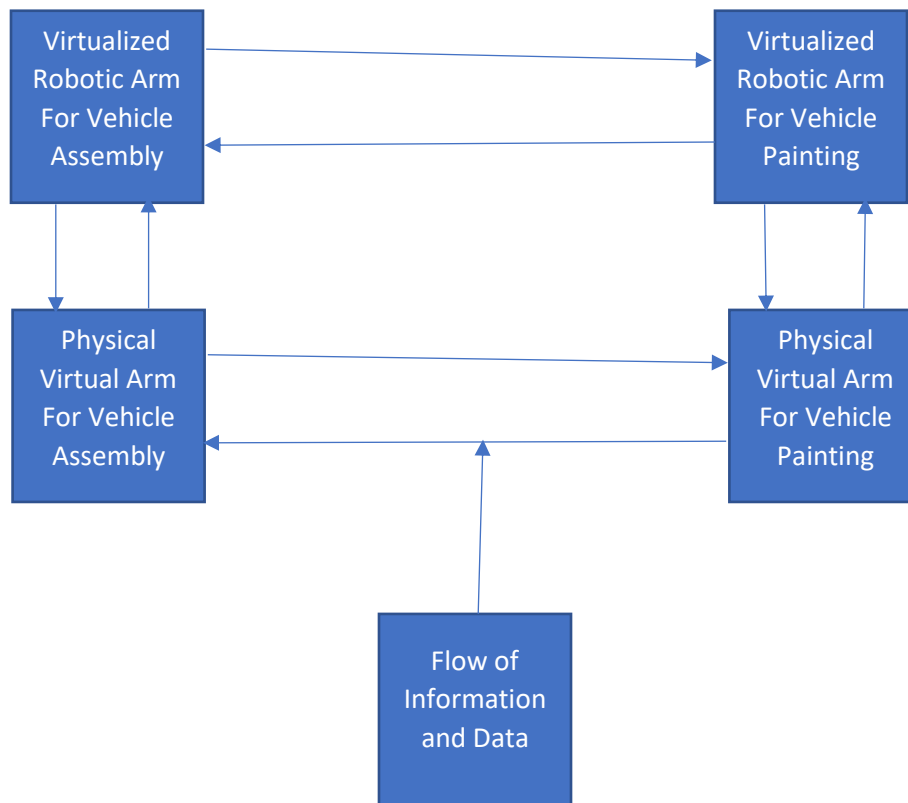 Virtualized
Robotic Arm
For Vehicle
Assembly
Virtualized
Robotic Arm
For Vehicle
Painting
Physical
Virtual Arm
For Vehicle
Assembly
Physical
Virtual Arm
For Vehicle
Painting
Flow of
Information
and Data